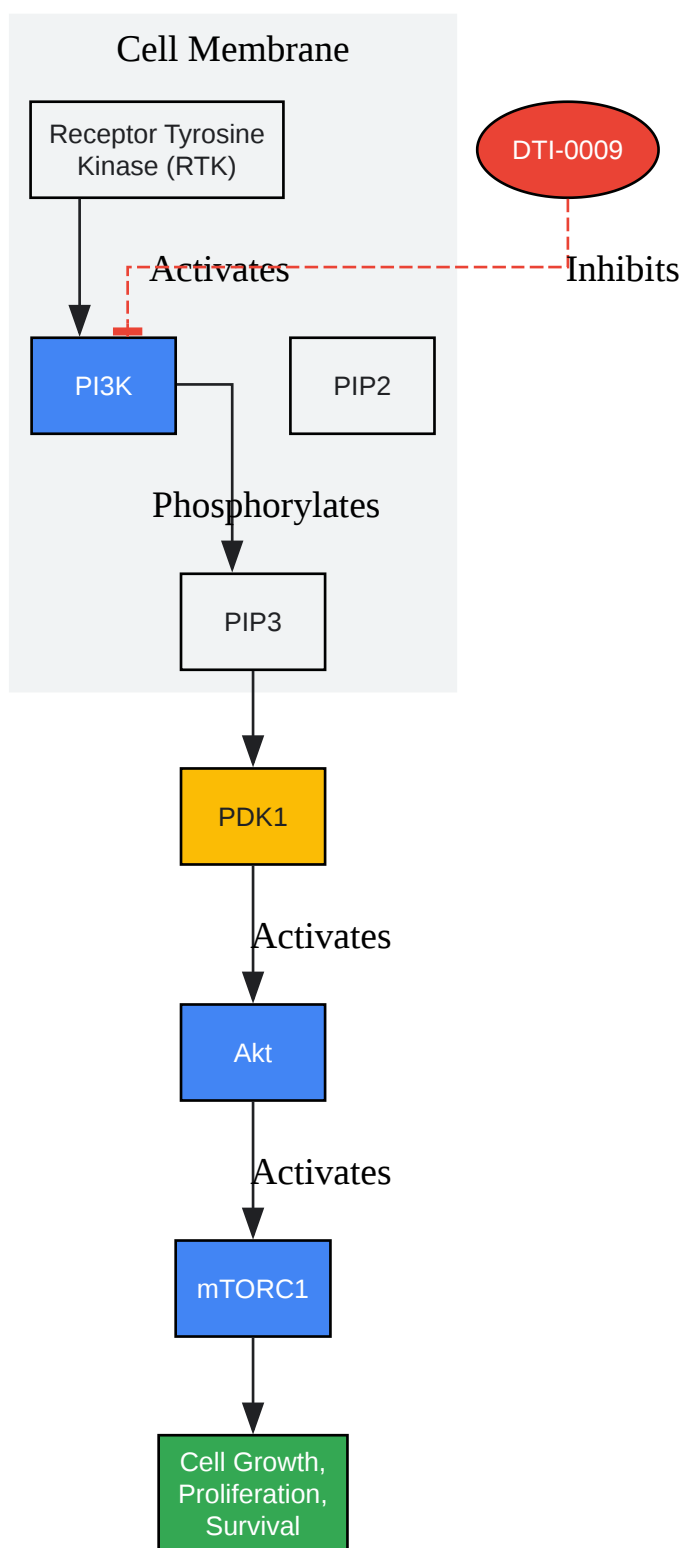 Cell Membrane
Receptor Tyrosine
Kinase (RTK)
DTI-0009
Activates
Inhibits
PI3K
PIP2
Phosphorylates
PIP3
PDK1
Activates
Akt
Activates
mTORC1
Cell Growth,
Proliferation,
Survival